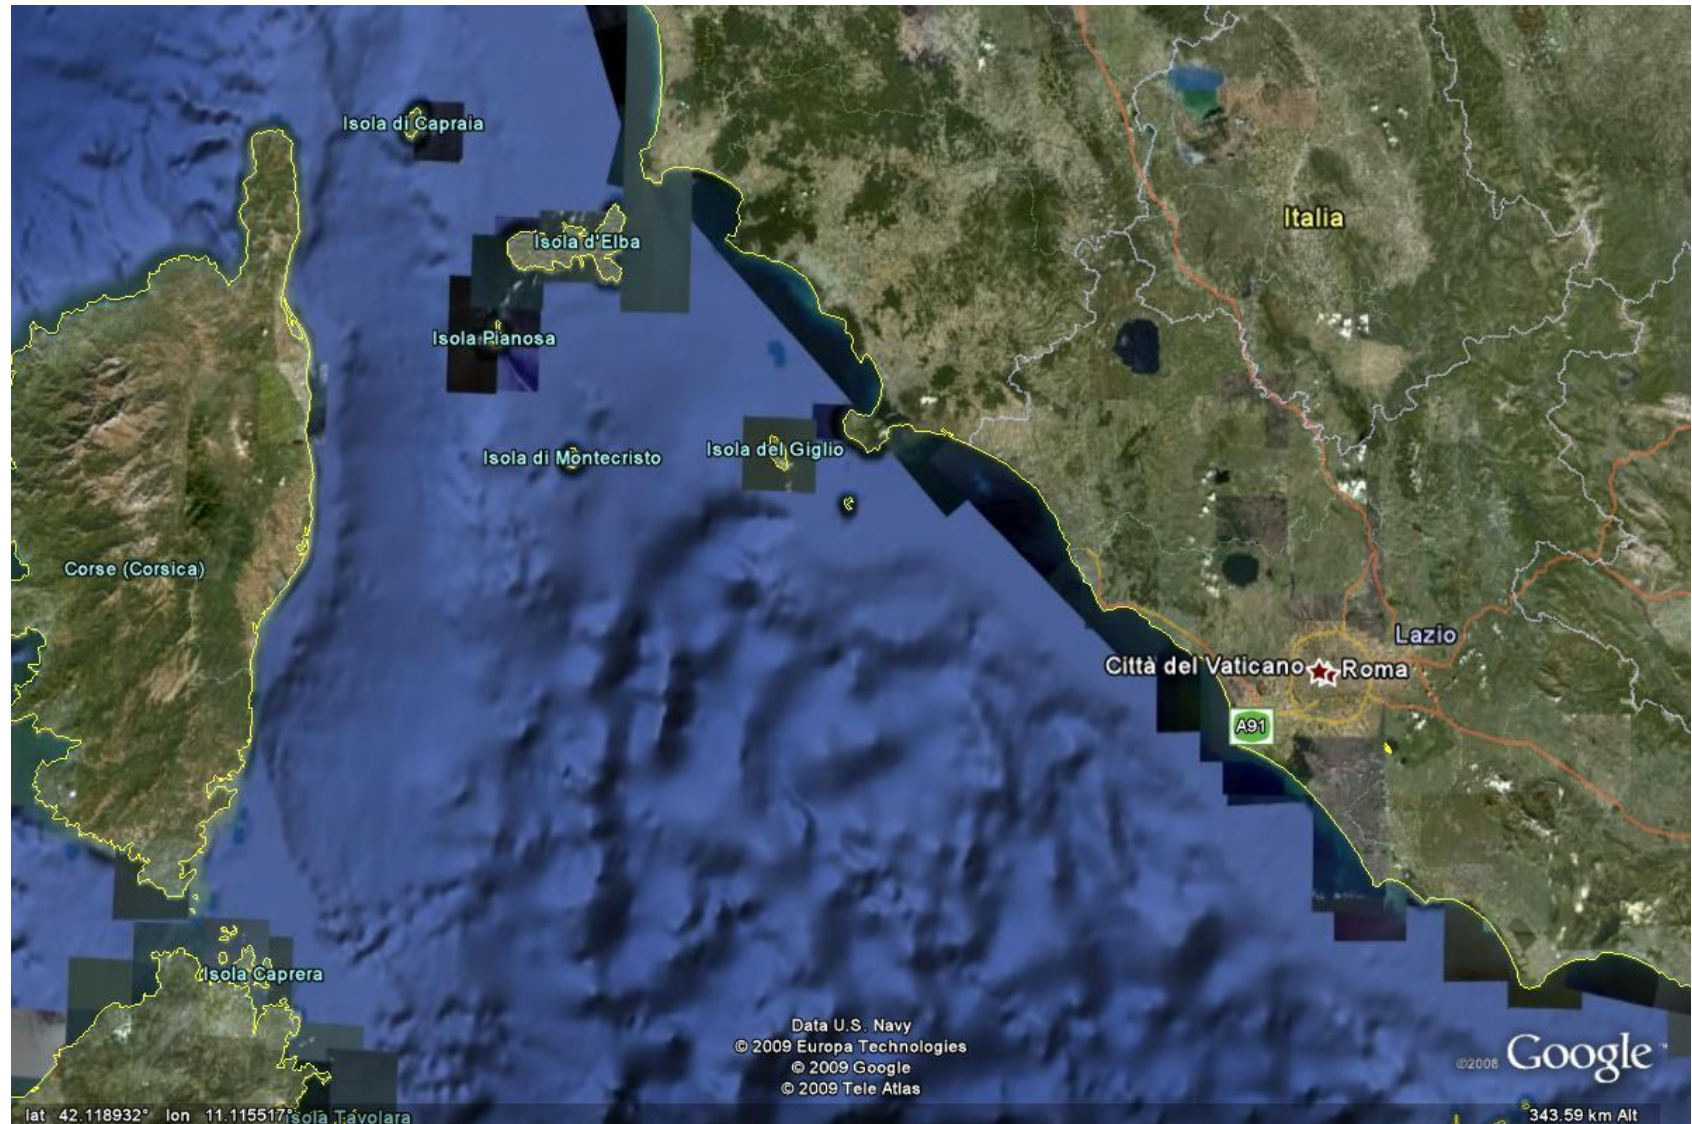 Isola di Capraia
Italia
Isola d'Elba
Isola Pianosa
Isola di Montecristo
Isola del Giglio
Corse (Corsica)
Lazio
Città del Vaticano
Roma
A91
Isola Caprera
Data U.S. Navy
© 2009 Europa Technologies
© 2009 Google
© 2009 Tele Atlas
©2008 Google™
lat 42.118932° lon 11.115517°
Isola Tavolara
343.59 km Alt